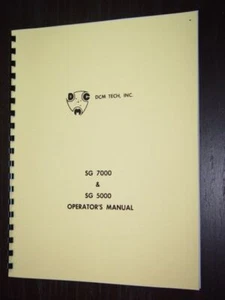 D C M
DCM TECH, INC.
SG 7000
&
SG 5000
OPERATOR'S MANUAL